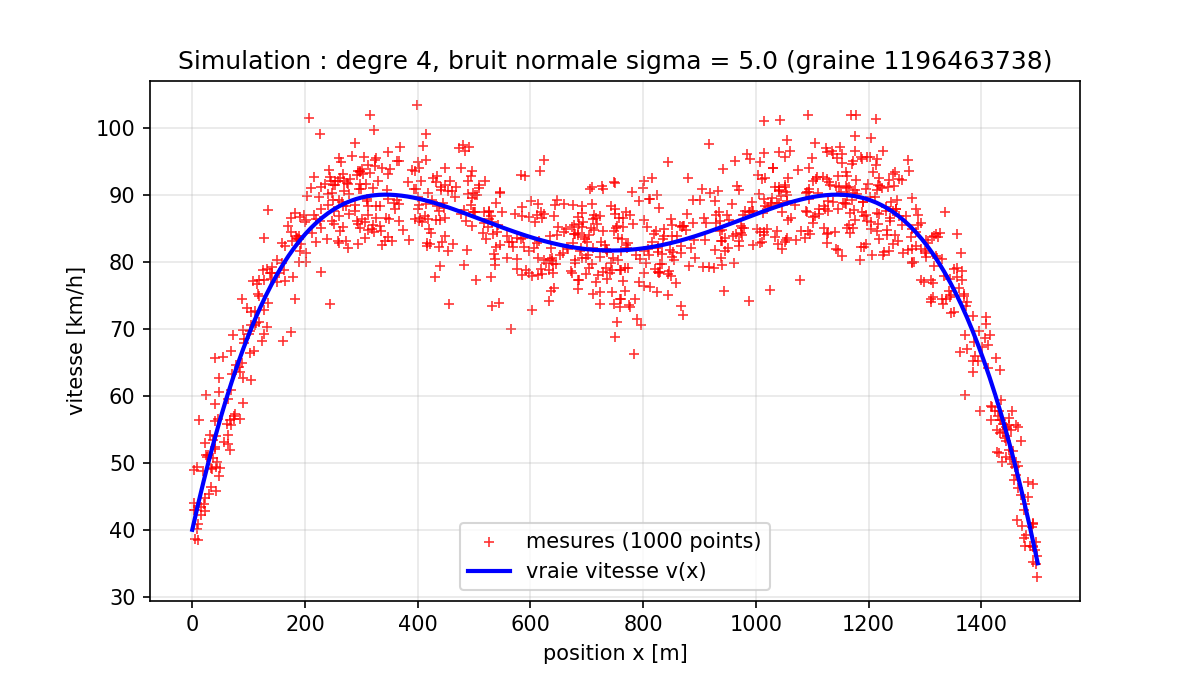 Simulation : degre 4, bruit normale sigma = 5.0 (graine 1196463738)
100
90
80
70
60
50
40
30
vitesse [km/h]
mesures (1000 points)
vraie vitesse v(x)
0 200 400 600 800 1000 1200 1400
position x [m]